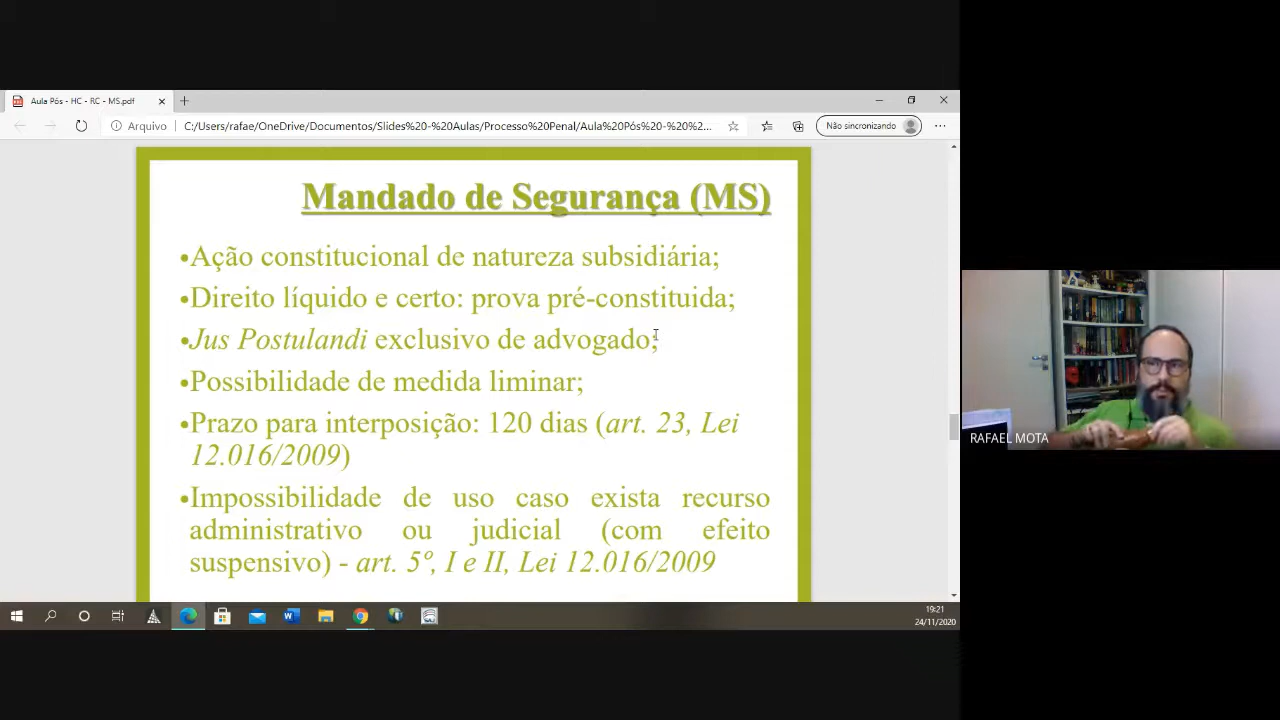 Aula Pós - HC - RC - MS.pdf
Arquivo
C:/Users/rafae/OneDrive/Documentos/Slides%20-%20Aulas/Processo%20Penal/Aula%20Pós%20-%20%2...
Não sincronizando
Mandado de Segurança (MS)
•Ação constitucional de natureza subsidiária;
•Direito líquido e certo: prova pré-constituida;
•Jus Postulandi exclusivo de advogado;
•Possibilidade de medida liminar;
•Prazo para interposição: 120 dias (art. 23, Lei
12.016/2009)
•Impossibilidade de uso caso exista recurso
administrativo ou judicial (com efeito
suspensivo) - art. 5º, I e II, Lei 12.016/2009
RAFAEL MOTA
19:21
24/11/2020